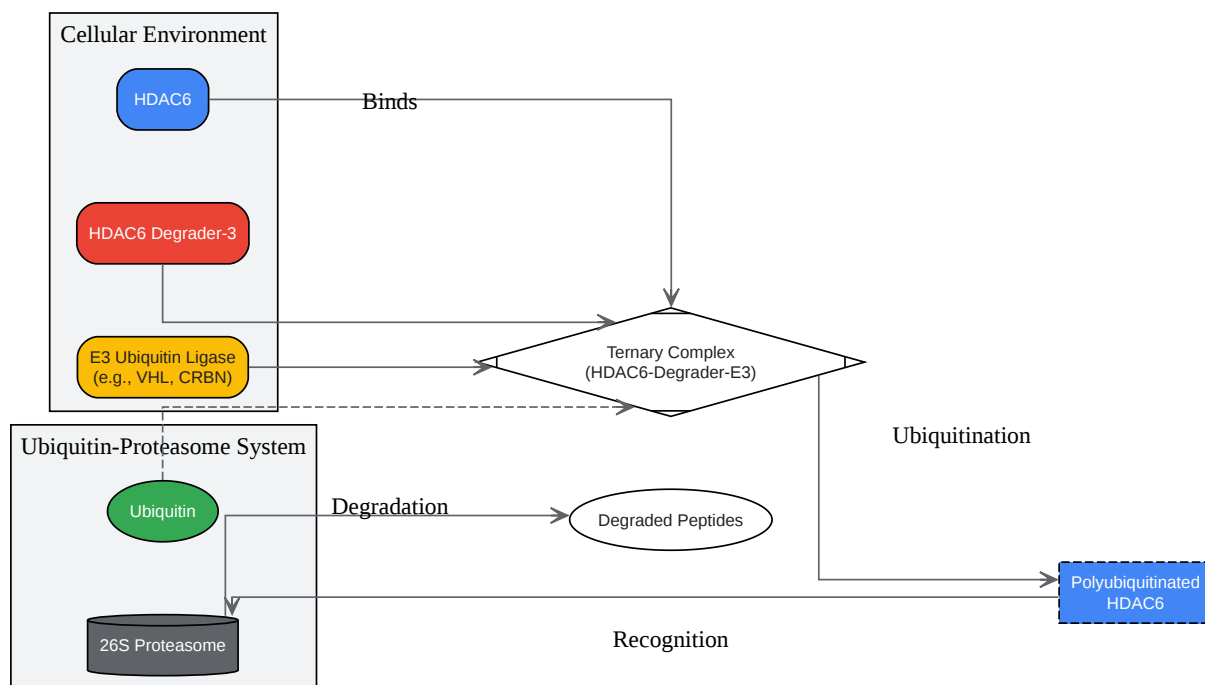 Cellular Environment
HDAC6
Binds
HDAC6 Degrader-3
E3 Ubiquitin Ligase
(e.g., VHL, CRBN)
Ternary Complex
(HDAC6-Degrader-E3)
Ubiquitination
Ubiquitin-Proteasome System
Ubiquitin
Degradation
Degraded Peptides
Polyubiquitinated
HDAC6
26S Proteasome
Recognition